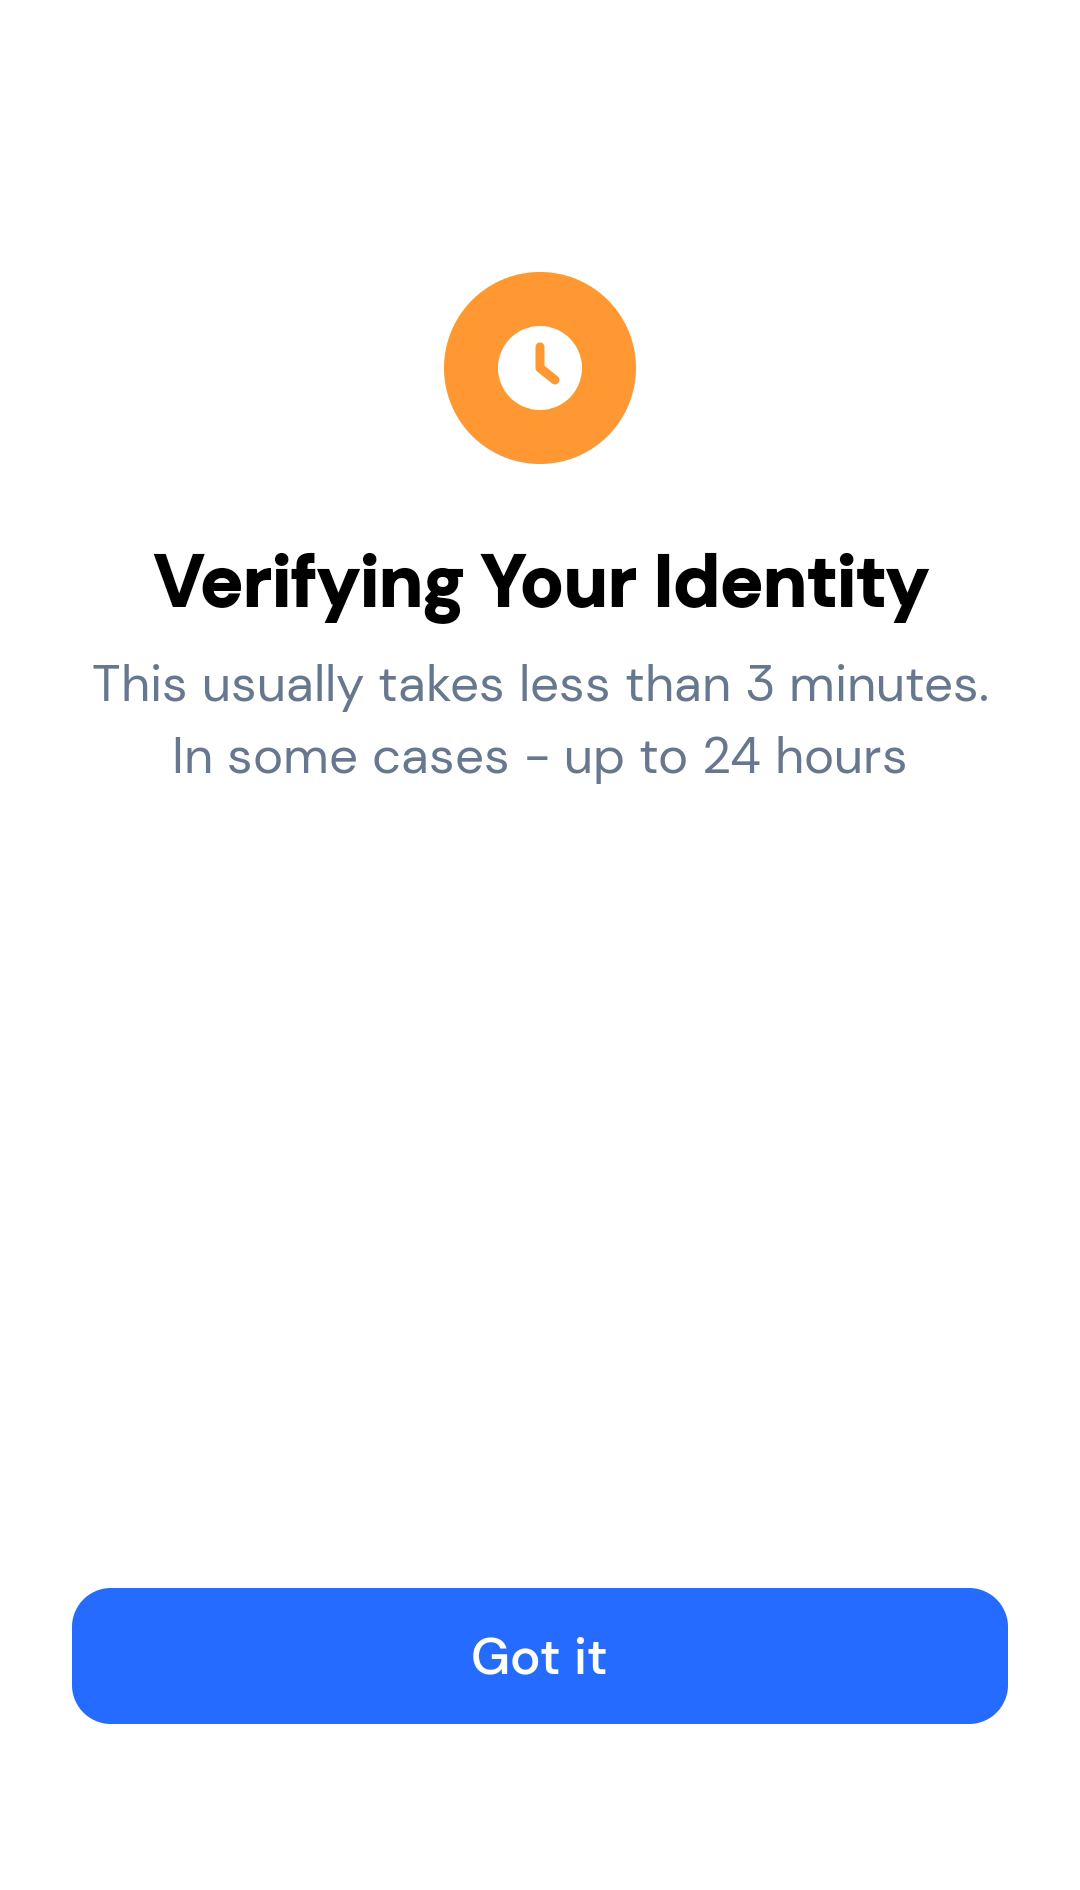 Verifying Your Identity
This usually takes less than 3 minutes.
In some cases - up to 24 hours
Got it